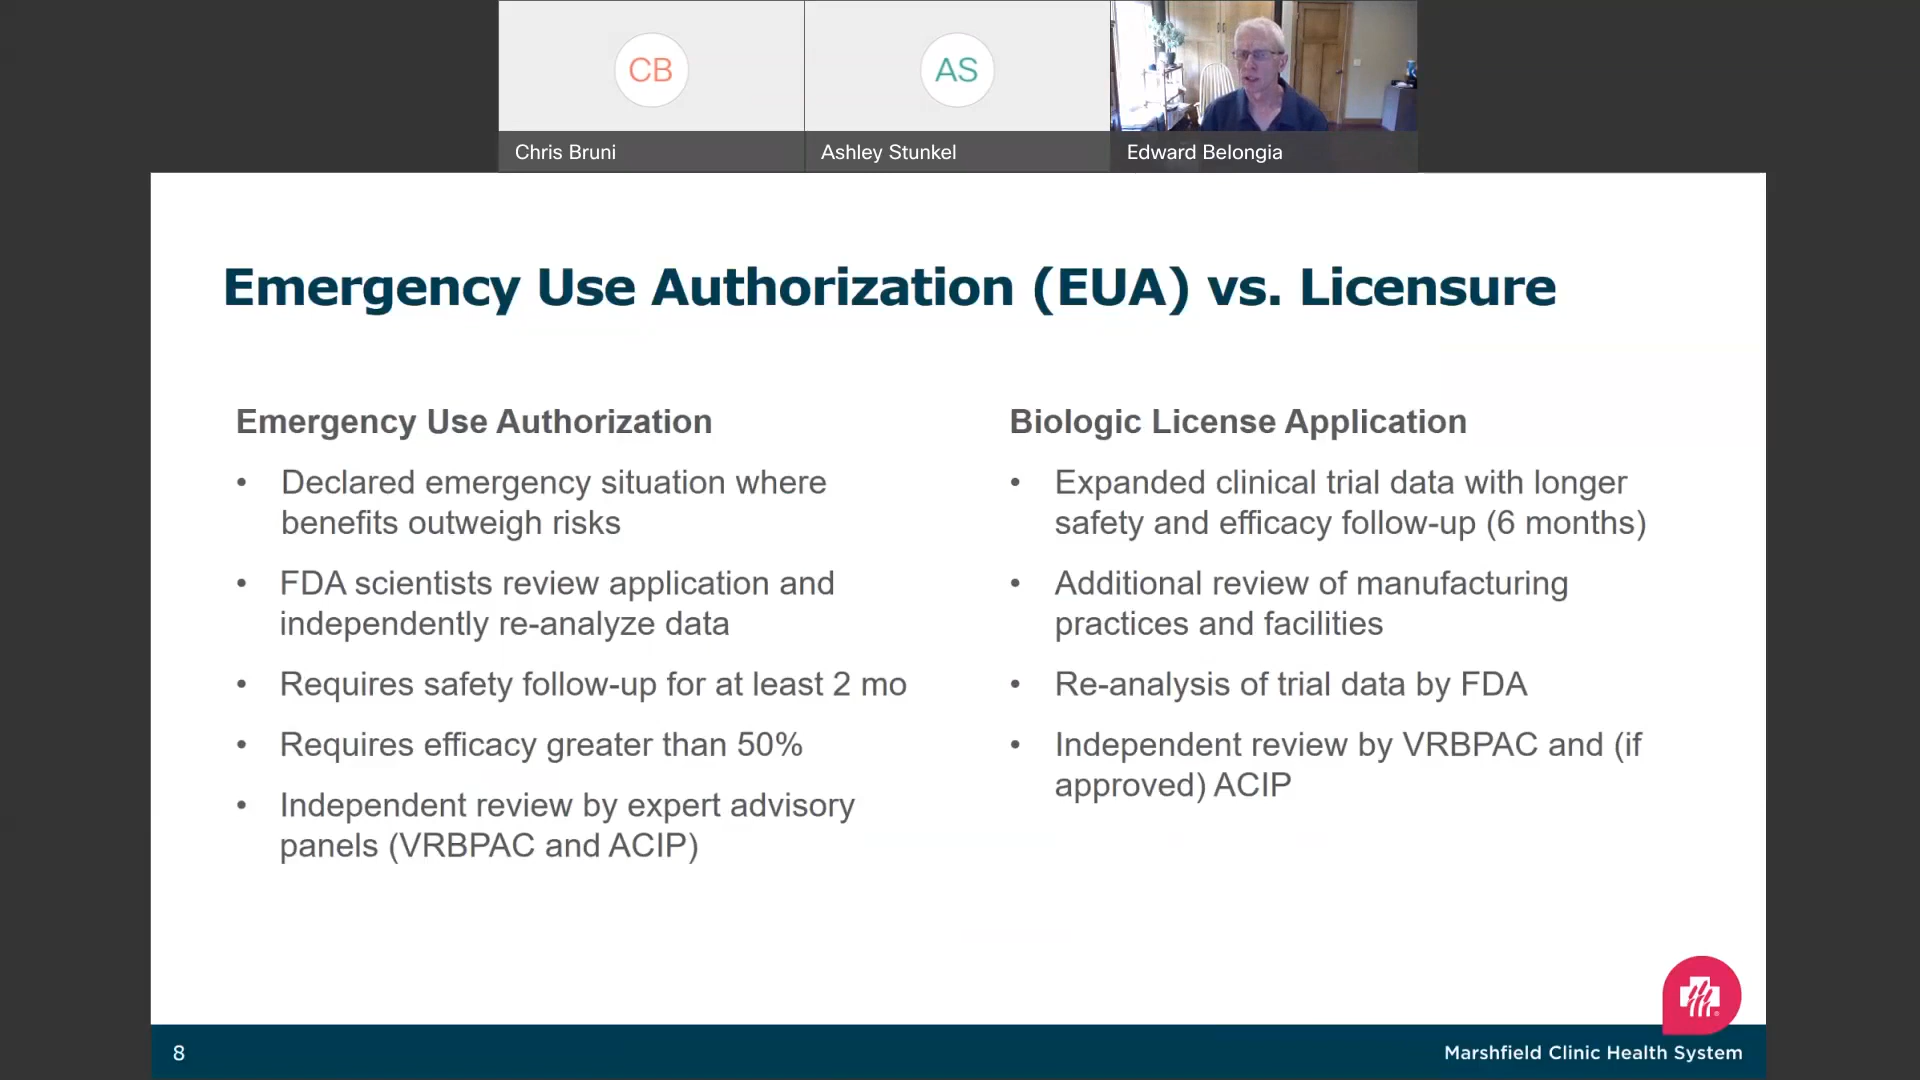 CB
AS
Chris Bruni
Ashley Stunkel
Edward Belongia
Emergency Use Authorization (EUA) vs. Licensure
Emergency Use Authorization
• Declared emergency situation where
benefits outweigh risks
• FDA scientists review application and
independently re-analyze data
• Requires safety follow-up for at least 2 mo
• Requires efficacy greater than 50%
• Independent review by expert advisory
panels (VRBPAC and ACIP)
Biologic License Application
• Expanded clinical trial data with longer
safety and efficacy follow-up (6 months)
• Additional review of manufacturing
practices and facilities
• Re-analysis of trial data by FDA
• Independent review by VRBPAC and (if
approved) ACIP
8
Marshfield Clinic Health System